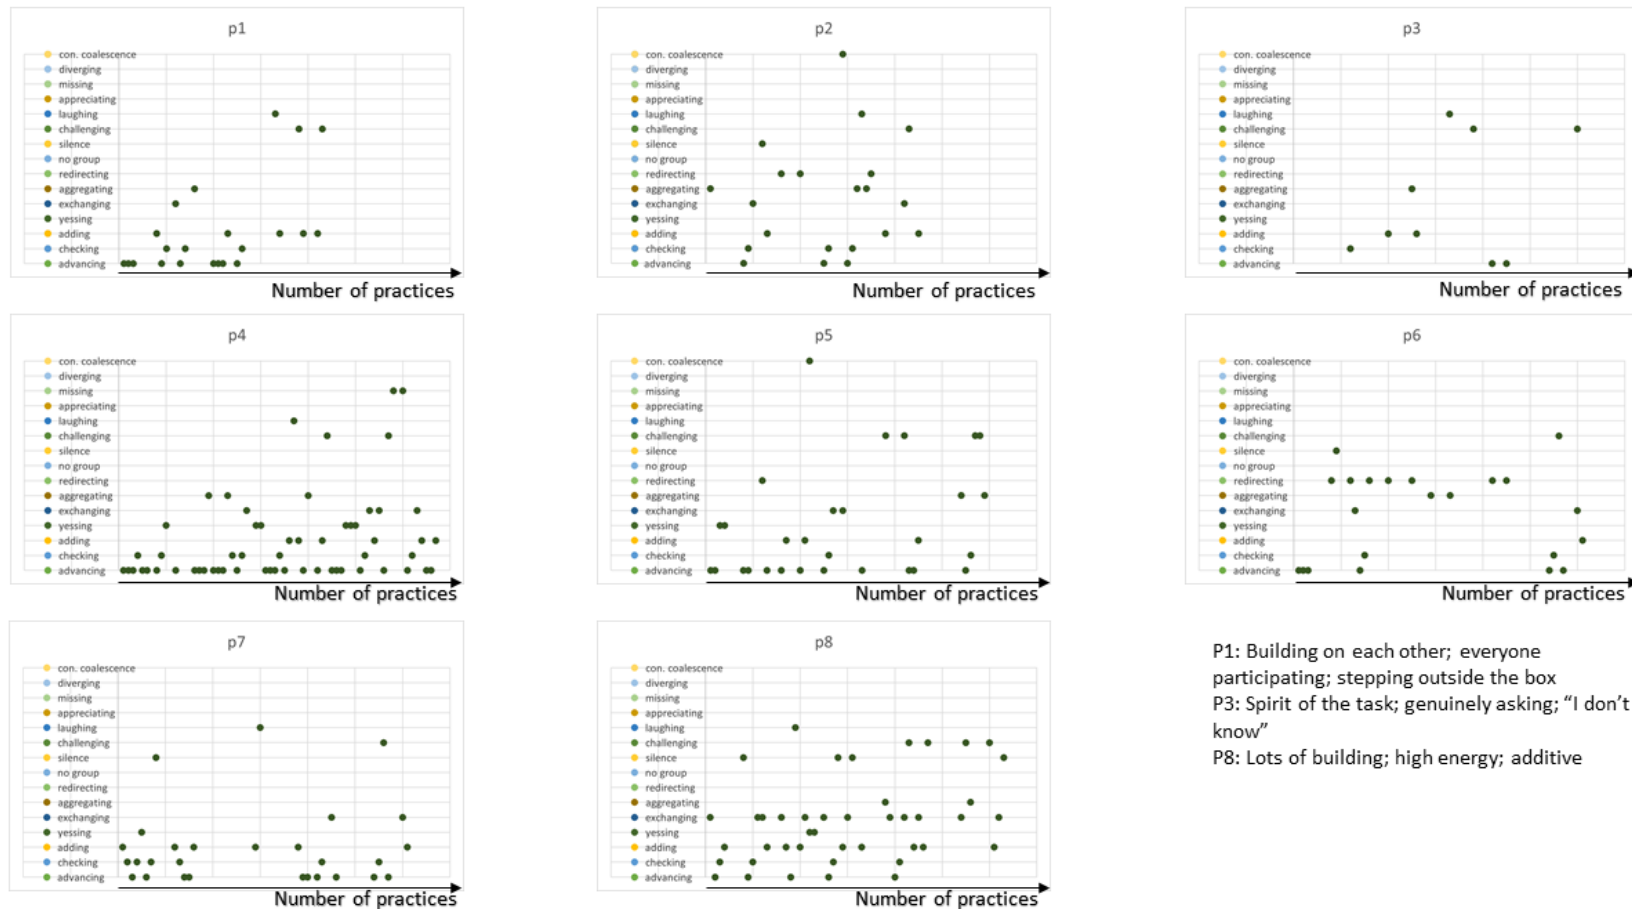 p1
con. coalescence
diverging
missing
appreciating
laughing
challenging
silence
no group
redirecting
aggregating
exchanging
yessing
adding
checking
advancing
Number of practices
p2
con. coalescence
diverging
missing
appreciating
laughing
challenging
silence
no group
redirecting
aggregating
exchanging
yessing
adding
checking
advancing
Number of practices
p3
con. coalescence
diverging
missing
appreciating
laughing
challenging
silence
no group
redirecting
aggregating
exchanging
yessing
adding
checking
advancing
Number of practices
p4
con. coalescence
diverging
missing
appreciating
laughing
challenging
silence
no group
redirecting
aggregating
exchanging
yessing
adding
checking
advancing
Number of practices
p5
con. coalescence
diverging
missing
appreciating
laughing
challenging
silence
no group
redirecting
aggregating
exchanging
yessing
adding
checking
advancing
Number of practices
p6
con. coalescence
diverging
missing
appreciating
laughing
challenging
silence
no group
redirecting
aggregating
exchanging
yessing
adding
checking
advancing
Number of practices
p7
con. coalescence
diverging
missing
appreciating
laughing
challenging
silence
no group
redirecting
aggregating
exchanging
yessing
adding
checking
advancing
Number of practices
p8
con. coalescence
diverging
missing
appreciating
laughing
challenging
silence
no group
redirecting
aggregating
exchanging
yessing
adding
checking
advancing
Number of practices
P1: Building on each other; everyone
participating; stepping outside the box
P3: Spirit of the task; genuinely asking; “I don’t
know”
P8: Lots of building; high energy; additive